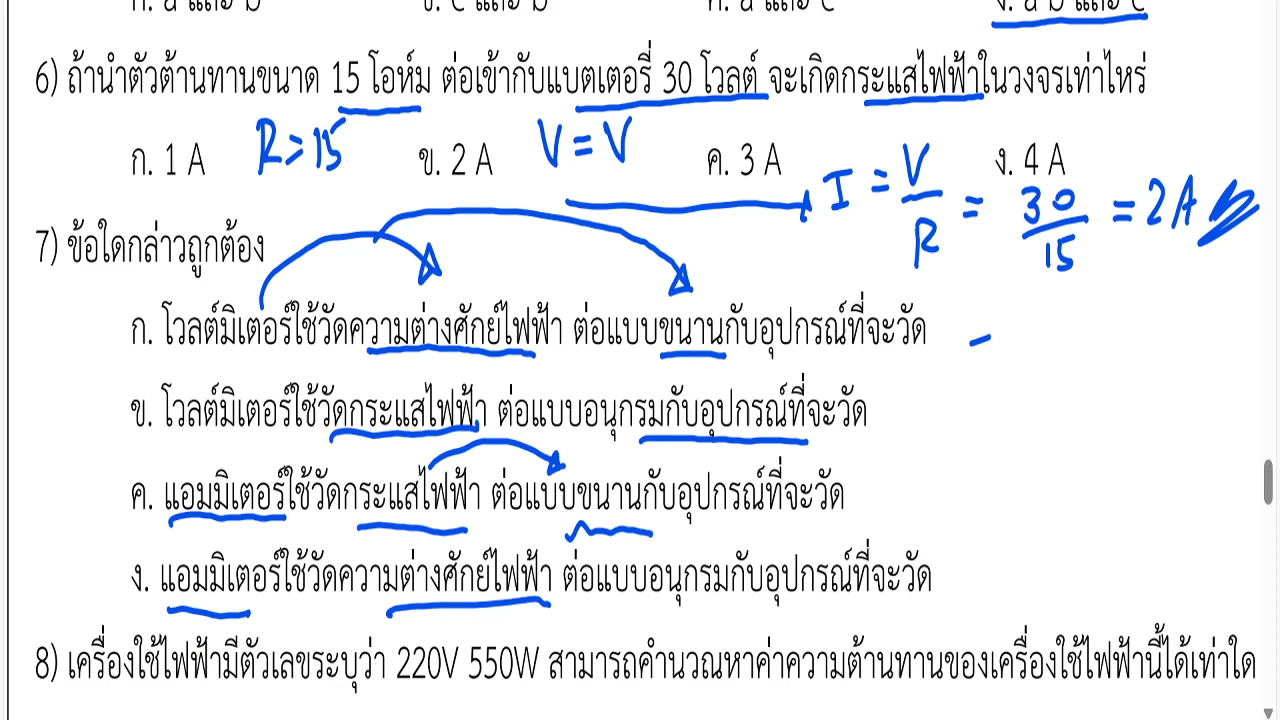 ก. a และ b ข. c และ b ค. a และ c ง. a b และ c
6) ถ้านำตัวต้านทานขนาด 15 โอห์ม ต่อเข้ากับแบตเตอรี่ 30 โวลต์ จะเกิดกระแสไฟฟ้าในวงจรเท่าไหร่
ก. 1 A ข. 2 A ค. 3 A ง. 4 A
R = 15 V = V
I = V/R = 30/15 = 2A
7) ข้อใดกล่าวถูกต้อง
ก. โวลต์มิเตอร์ใช้วัดความต่างศักย์ไฟฟ้า ต่อแบบขนานกับอุปกรณ์ที่จะวัด
ข. โวลต์มิเตอร์ใช้วัดกระแสไฟฟ้า ต่อแบบอนุกรมกับอุปกรณ์ที่จะวัด
ค. แอมมิเตอร์ใช้วัดกระแสไฟฟ้า ต่อแบบขนานกับอุปกรณ์ที่จะวัด
ง. แอมมิเตอร์ใช้วัดความต่างศักย์ไฟฟ้า ต่อแบบอนุกรมกับอุปกรณ์ที่จะวัด
8) เครื่องใช้ไฟฟ้ามีตัวเลขระบุว่า 220V 550W สามารถคำนวณหาค่าความต้านทานของเครื่องใช้ไฟฟ้านี้ได้เท่าใด